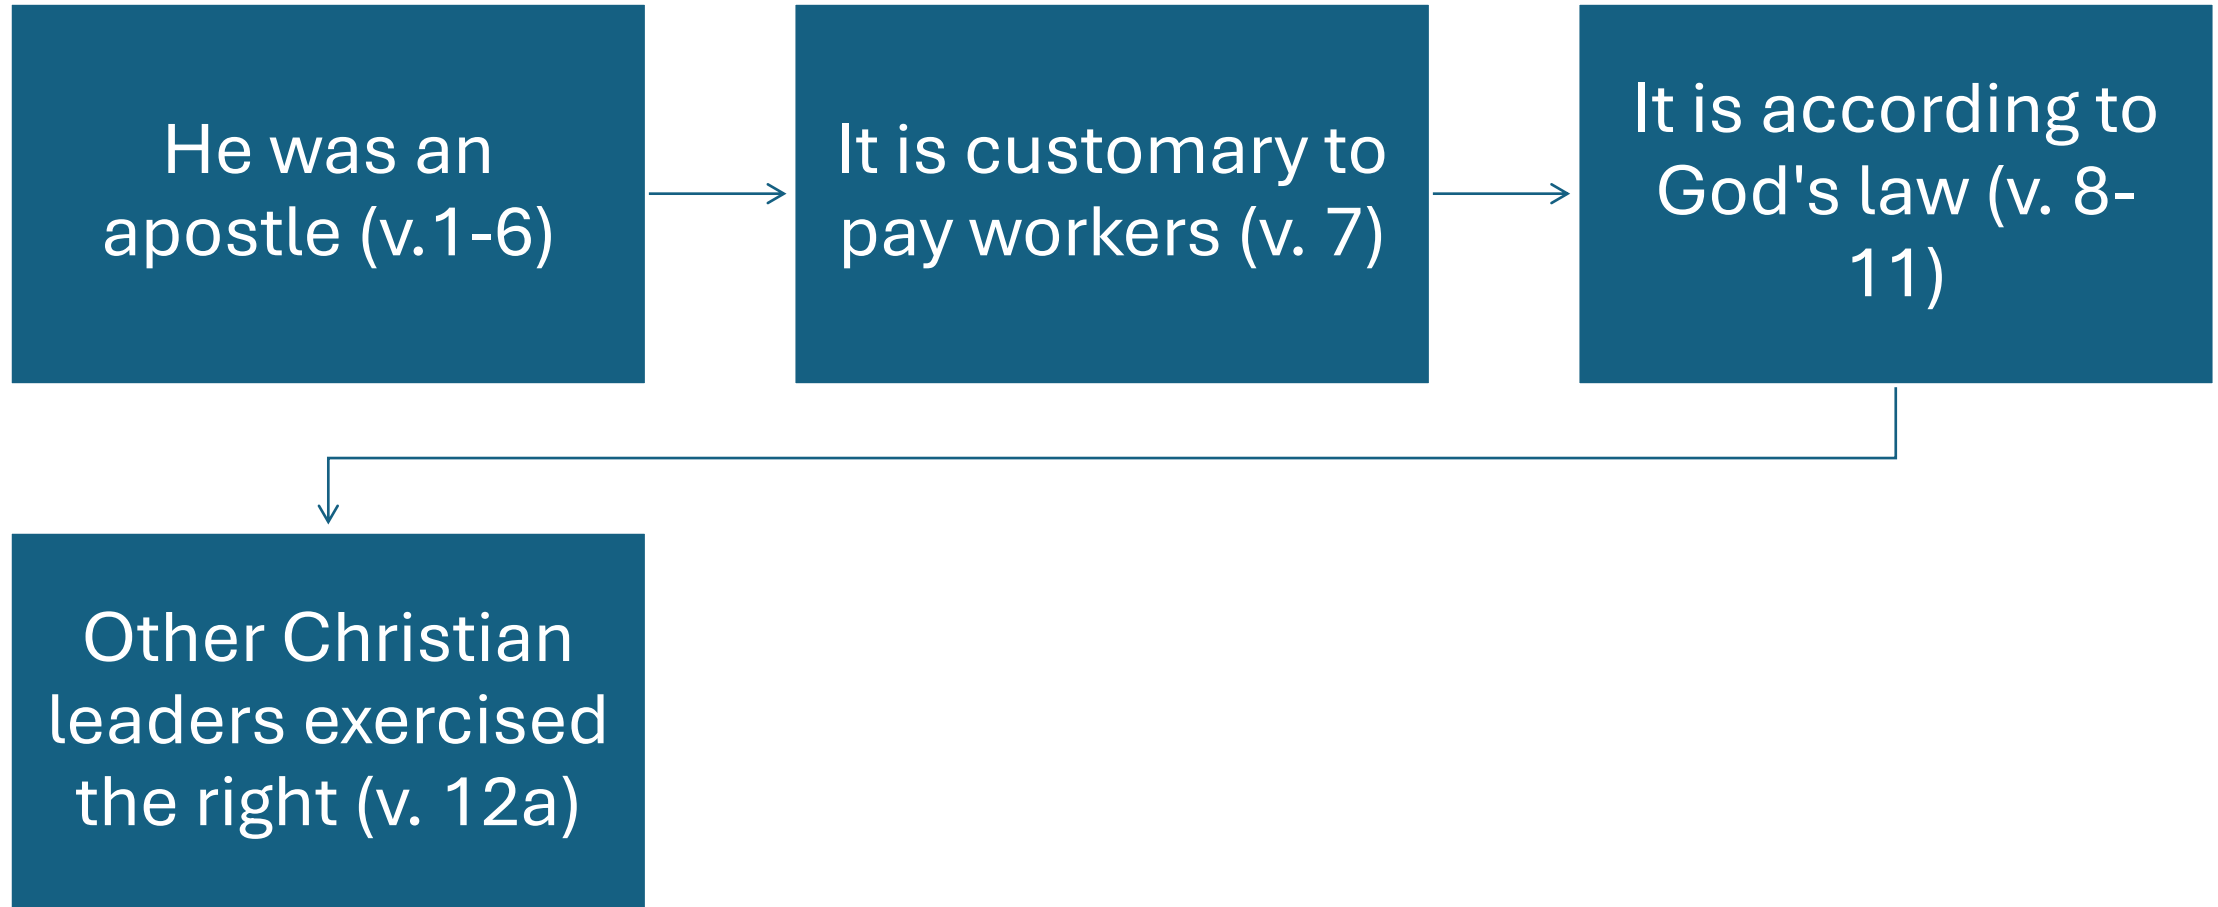 He was an
apostle (v.1-6)
It is customary to
pay workers (v. 7)
It is according to
God's law (v. 8-
11)
Other Christian
leaders exercised
the right (v. 12a)